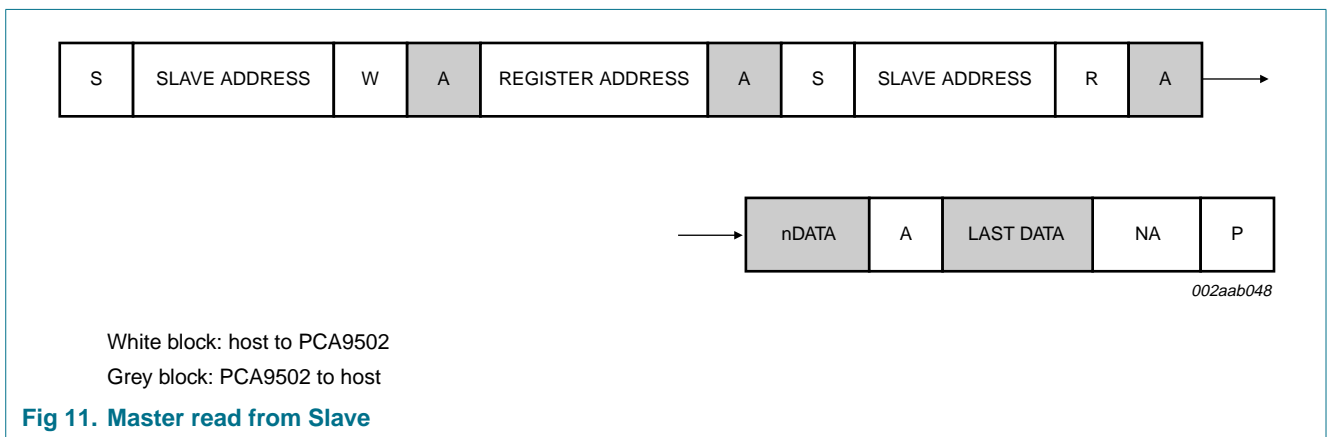 S SLAVE ADDRESS W A REGISTER ADDRESS A S SLAVE ADDRESS R A
nDATA A LAST DATA NA P
002aab048
White block: host to PCA9502
Grey block: PCA9502 to host
Fig 11. Master read from Slave